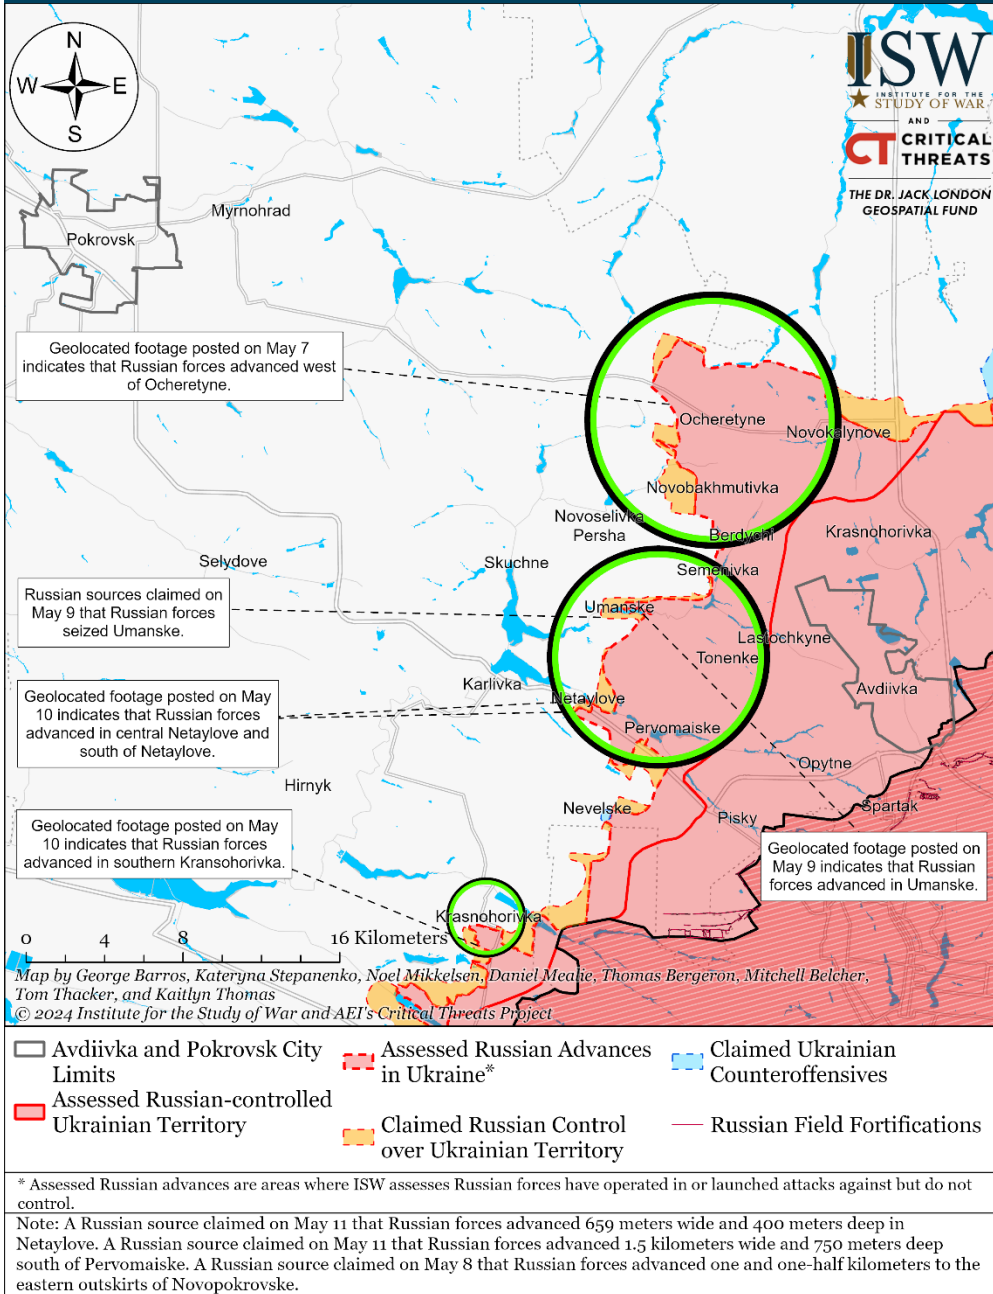 N
W E
S
ISW
INSTITUTE FOR THE
STUDY OF WAR
AND
CT CRITICAL
THREATS
THE DR. JACK LONDON
GEOSPATIAL FUND
Myrnohrad
Pokrovsk
Geolocated footage posted on May 7
indicates that Russian forces advanced west
of Ocheretyne.
Ocheretyne
Novokalynove
Novobakhmutivka
Novoselivka
Persha
Berdychi
Krasnohorivka
Selydove
Skuchne
Semenivka
Russian sources claimed on
May 9 that Russian forces
seized Umanske.
Umanske
Lastochkyne
Tonenke
Karlivka
Avdiivka
Geolocated footage posted on May
10 indicates that Russian forces
advanced in central Netaylove and
south of Netaylove.
Netaylove
Pervomaiske
Opytne
Hirnyk
Nevelske
Pisky
Spartak
Geolocated footage posted on May
10 indicates that Russian forces
advanced in southern Kransohorivka.
Geolocated footage posted on
May 9 indicates that Russian
forces advanced in Umanske.
Krasnohorivka
0 4 8 16 Kilometers
Map by George Barros, Kateryna Stepanenko, Noel Mikkelsen, Daniel Mealie, Thomas Bergeron, Mitchell Belcher,
Tom Thacker, and Kaitlyn Thomas
© 2024 Institute for the Study of War and AEI's Critical Threats Project
Avdiivka and Pokrovsk City
Limits
Assessed Russian-controlled
Ukrainian Territory
Assessed Russian Advances
in Ukraine*
Claimed Russian Control
over Ukrainian Territory
Claimed Ukrainian
Counteroffensives
Russian Field Fortifications
* Assessed Russian advances are areas where ISW assesses Russian forces have operated in or launched attacks against but do not
control.
Note: A Russian source claimed on May 11 that Russian forces advanced 659 meters wide and 400 meters deep in
Netaylove. A Russian source claimed on May 11 that Russian forces advanced 1.5 kilometers wide and 750 meters deep
south of Pervomaiske. A Russian source claimed on May 8 that Russian forces advanced one and one-half kilometers to the
eastern outskirts of Novopokrovske.